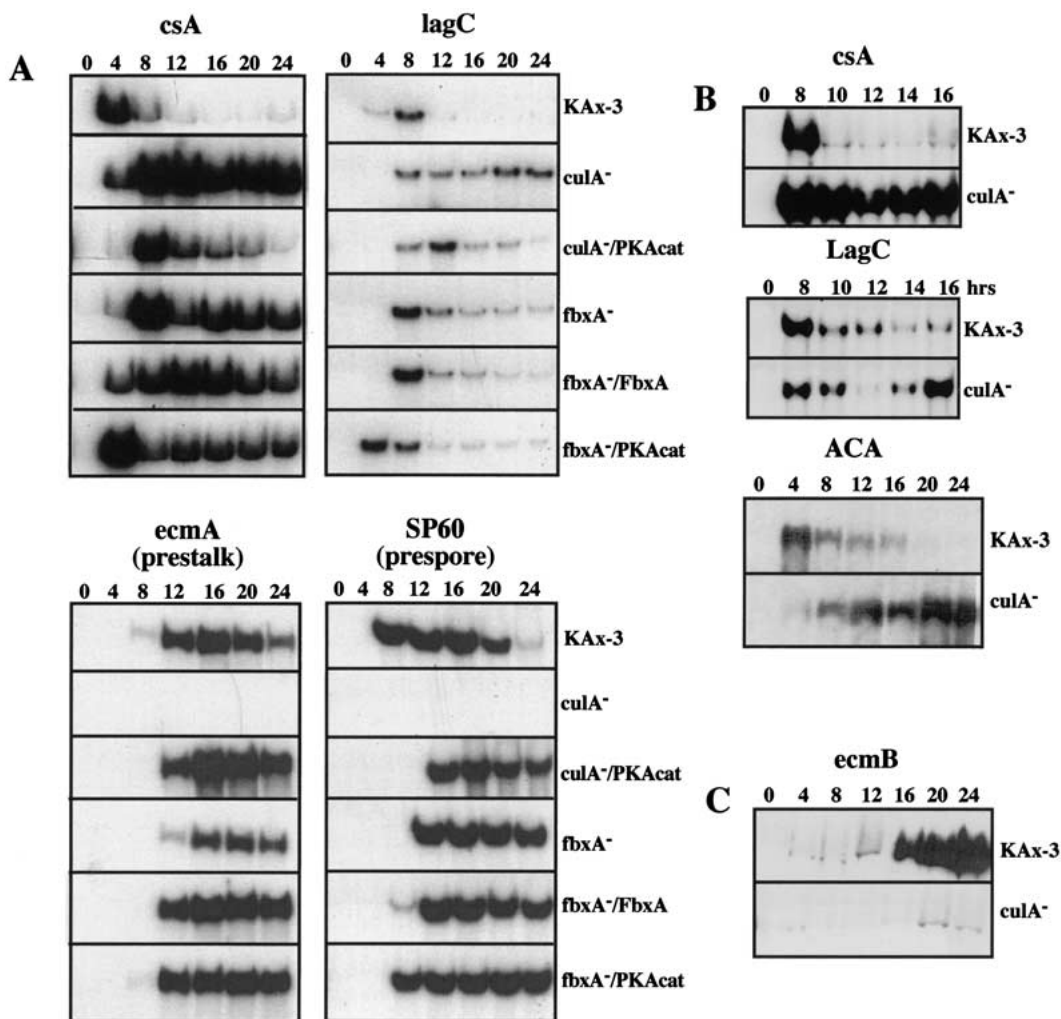 A
csA
0 4 8 12 16 20 24
lagC
0 4 8 12 16 20 24
KAx-3
culA-
culA-/PKAcat
fbxA-
fbxA-/FbxA
fbxA-/PKAcat
ecmA
(prestalk)
0 4 8 12 16 20 24
SP60
(prespore)
0 4 8 12 16 20 24
KAx-3
culA-
culA-/PKAcat
fbxA-
fbxA-/FbxA
fbxA-/PKAcat
B
csA
0 8 10 12 14 16
KAx-3
culA-
LagC
0 8 10 12 14 16 hrs
KAx-3
culA-
ACA
0 4 8 12 16 20 24
KAx-3
culA-
C
ecmB
0 4 8 12 16 20 24
KAx-3
culA-